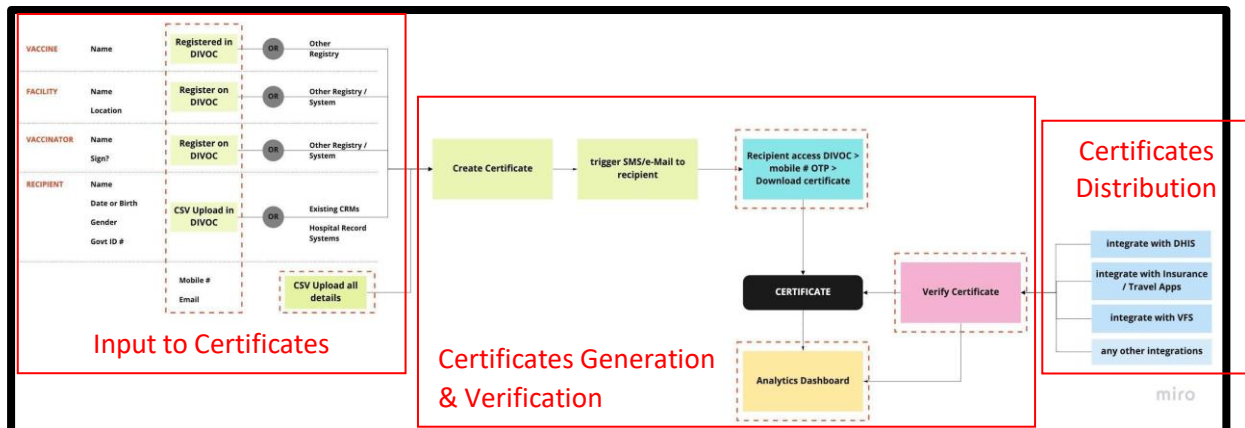 VACCINE
Name
Registered in
DIVOC
OR
Other
Registry
FACILITY
Name
Location
Register on
DIVOC
OR
Other Registry /
System
VACCINATOR
Name
Sign?
Register on
DIVOC
OR
Other Registry /
System
RECIPIENT
Name
Date or Birth
Gender
Govt ID #
CSV Upload in
DIVOC
OR
Existing CRMs
Hospital Record
Systems
Mobile #
Email
CSV Upload all
details
Input to Certificates
Create Certificate
trigger SMS/e-Mail to
recipient
Recipient access DIVOC >
mobile # OTP >
Download certificate
CERTIFICATE
Verify Certificate
Analytics Dashboard
Certificates Generation
& Verification
Certificates
Distribution
integrate with DHIS
integrate with Insurance
/ Travel Apps
integrate with VFS
any other integrations
miro